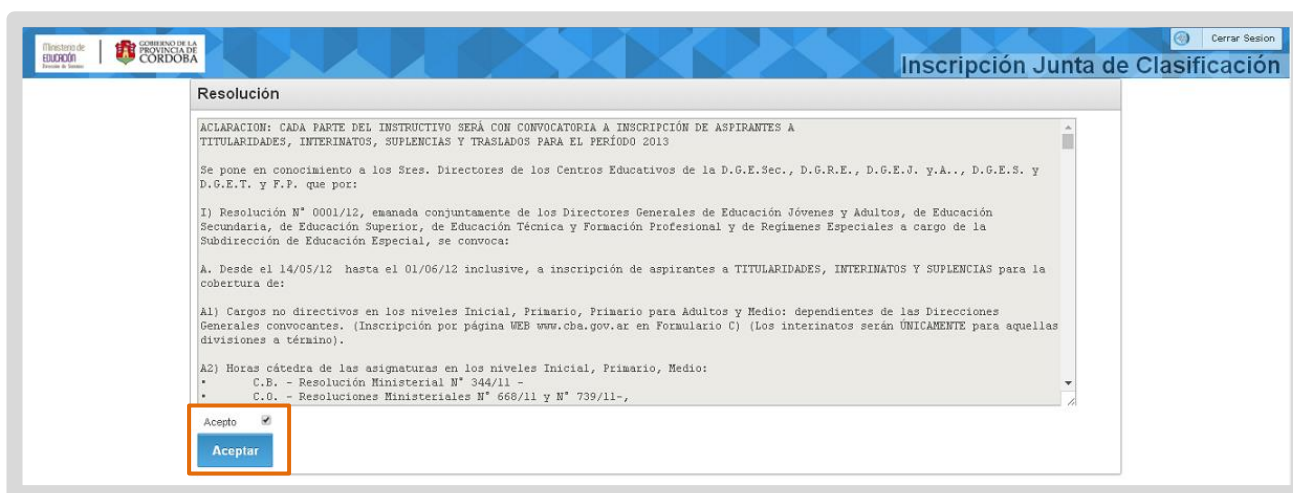 Ministerio de
EDUCACIÓN
GOBIERNO DE LA
PROVINCIA DE
CÓRDOBA
Cerrar Sesion
Inscripción Junta de Clasificación
Resolución
ACLARACION: CADA PARTE DEL INSTRUCTIVO SERÁ CON CONVOCATORIA A INSCRIPCIÓN DE ASPIRANTES A
TITULARIDADES, INTERINATOS, SUPLENCIAS Y TRASLADOS PARA EL PERÍODO 2013
Se pone en conocimiento a los Sres. Directores de los Centros Educativos de la D.G.E.Sec., D.G.R.E., D.G.E.J. y.A.., D.G.E.S. y
D.G.E.T. y F.P. que por:
I) Resolución N° 0001/12, emanada conjuntamente de los Directores Generales de Educación Jóvenes y Adultos, de Educación
Secundaria, de Educación Superior, de Educación Técnica y Formación Profesional y de Regímenes Especiales a cargo de la
Subdirección de Educación Especial, se convoca:
A. Desde el 14/05/12 hasta el 01/06/12 inclusive, a inscripción de aspirantes a TITULARIDADES, INTERINATOS Y SUPLENCIAS para la
cobertura de:
A1) Cargos no directivos en los niveles Inicial, Primario, Primario para Adultos y Medio: dependientes de las Direcciones
Generales convocantes. (Inscripción por página WEB www.cba.gov.ar en Formulario C) (Los interinatos serán ÚNICAMENTE para aquellas
divisiones a término).
A2) Horas cátedra de las asignaturas en los niveles Inicial, Primario, Medio:
• C.B. - Resolución Ministerial N° 344/11 -
• C.O. - Resoluciones Ministeriales N° 668/11 y N° 739/11-,
Acepto
Aceptar